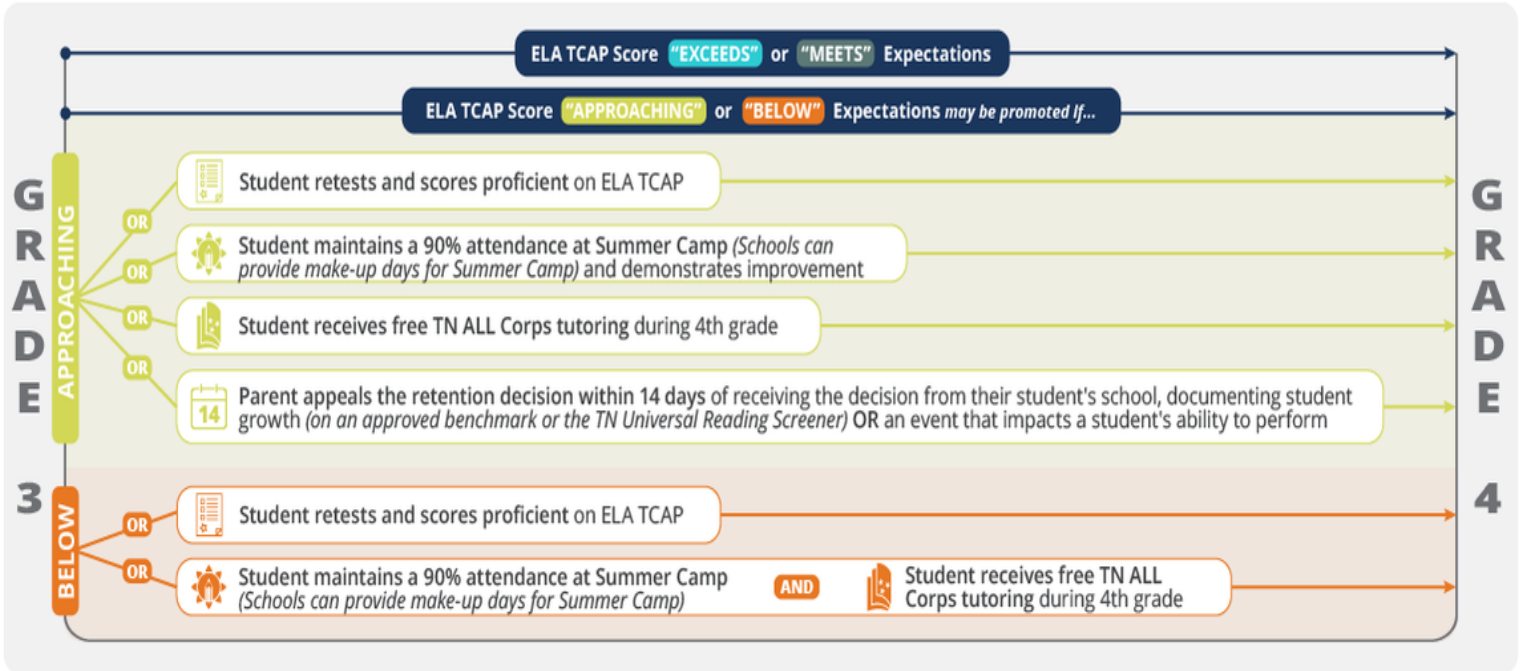 ELA TCAP Score "EXCEEDS" or "MEETS" Expectations
ELA TCAP Score "APPROACHING" or "BELOW" Expectations may be promoted If...
GRADE 3
APPROACHING
OR
Student retests and scores proficient on ELA TCAP
OR
Student maintains a 90% attendance at Summer Camp (Schools can
provide make-up days for Summer Camp) and demonstrates improvement
OR
Student receives free TN ALL Corps tutoring during 4th grade
OR
14
Parent appeals the retention decision within 14 days of receiving the decision from their student's school, documenting student
growth (on an approved benchmark or the TN Universal Reading Screener) OR an event that impacts a student's ability to perform
BELOW
OR
Student retests and scores proficient on ELA TCAP
OR
Student maintains a 90% attendance at Summer Camp
(Schools can provide make-up days for Summer Camp)
AND
Student receives free TN ALL
Corps tutoring during 4th grade
GRADE 4